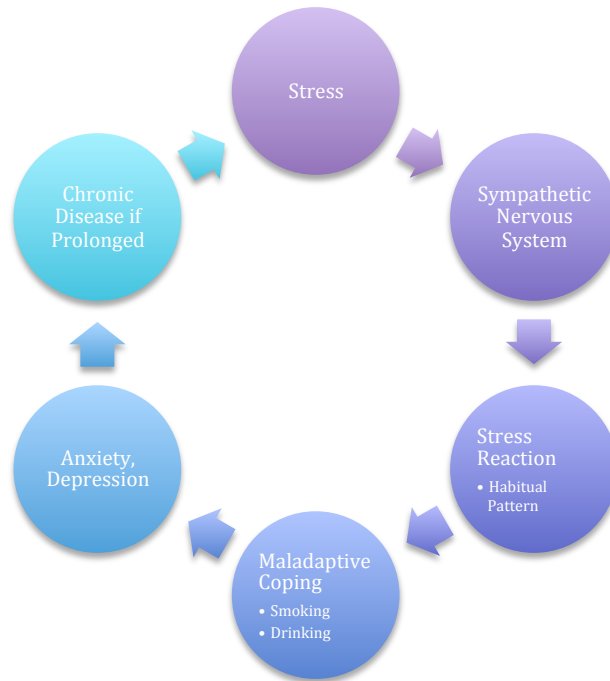 Stress
Sympathetic
Nervous
System
Stress
Reaction
• Habitual
Pattern
Maladaptive
Coping
• Smoking
• Drinking
Anxiety,
Depression
Chronic
Disease if
Prolonged